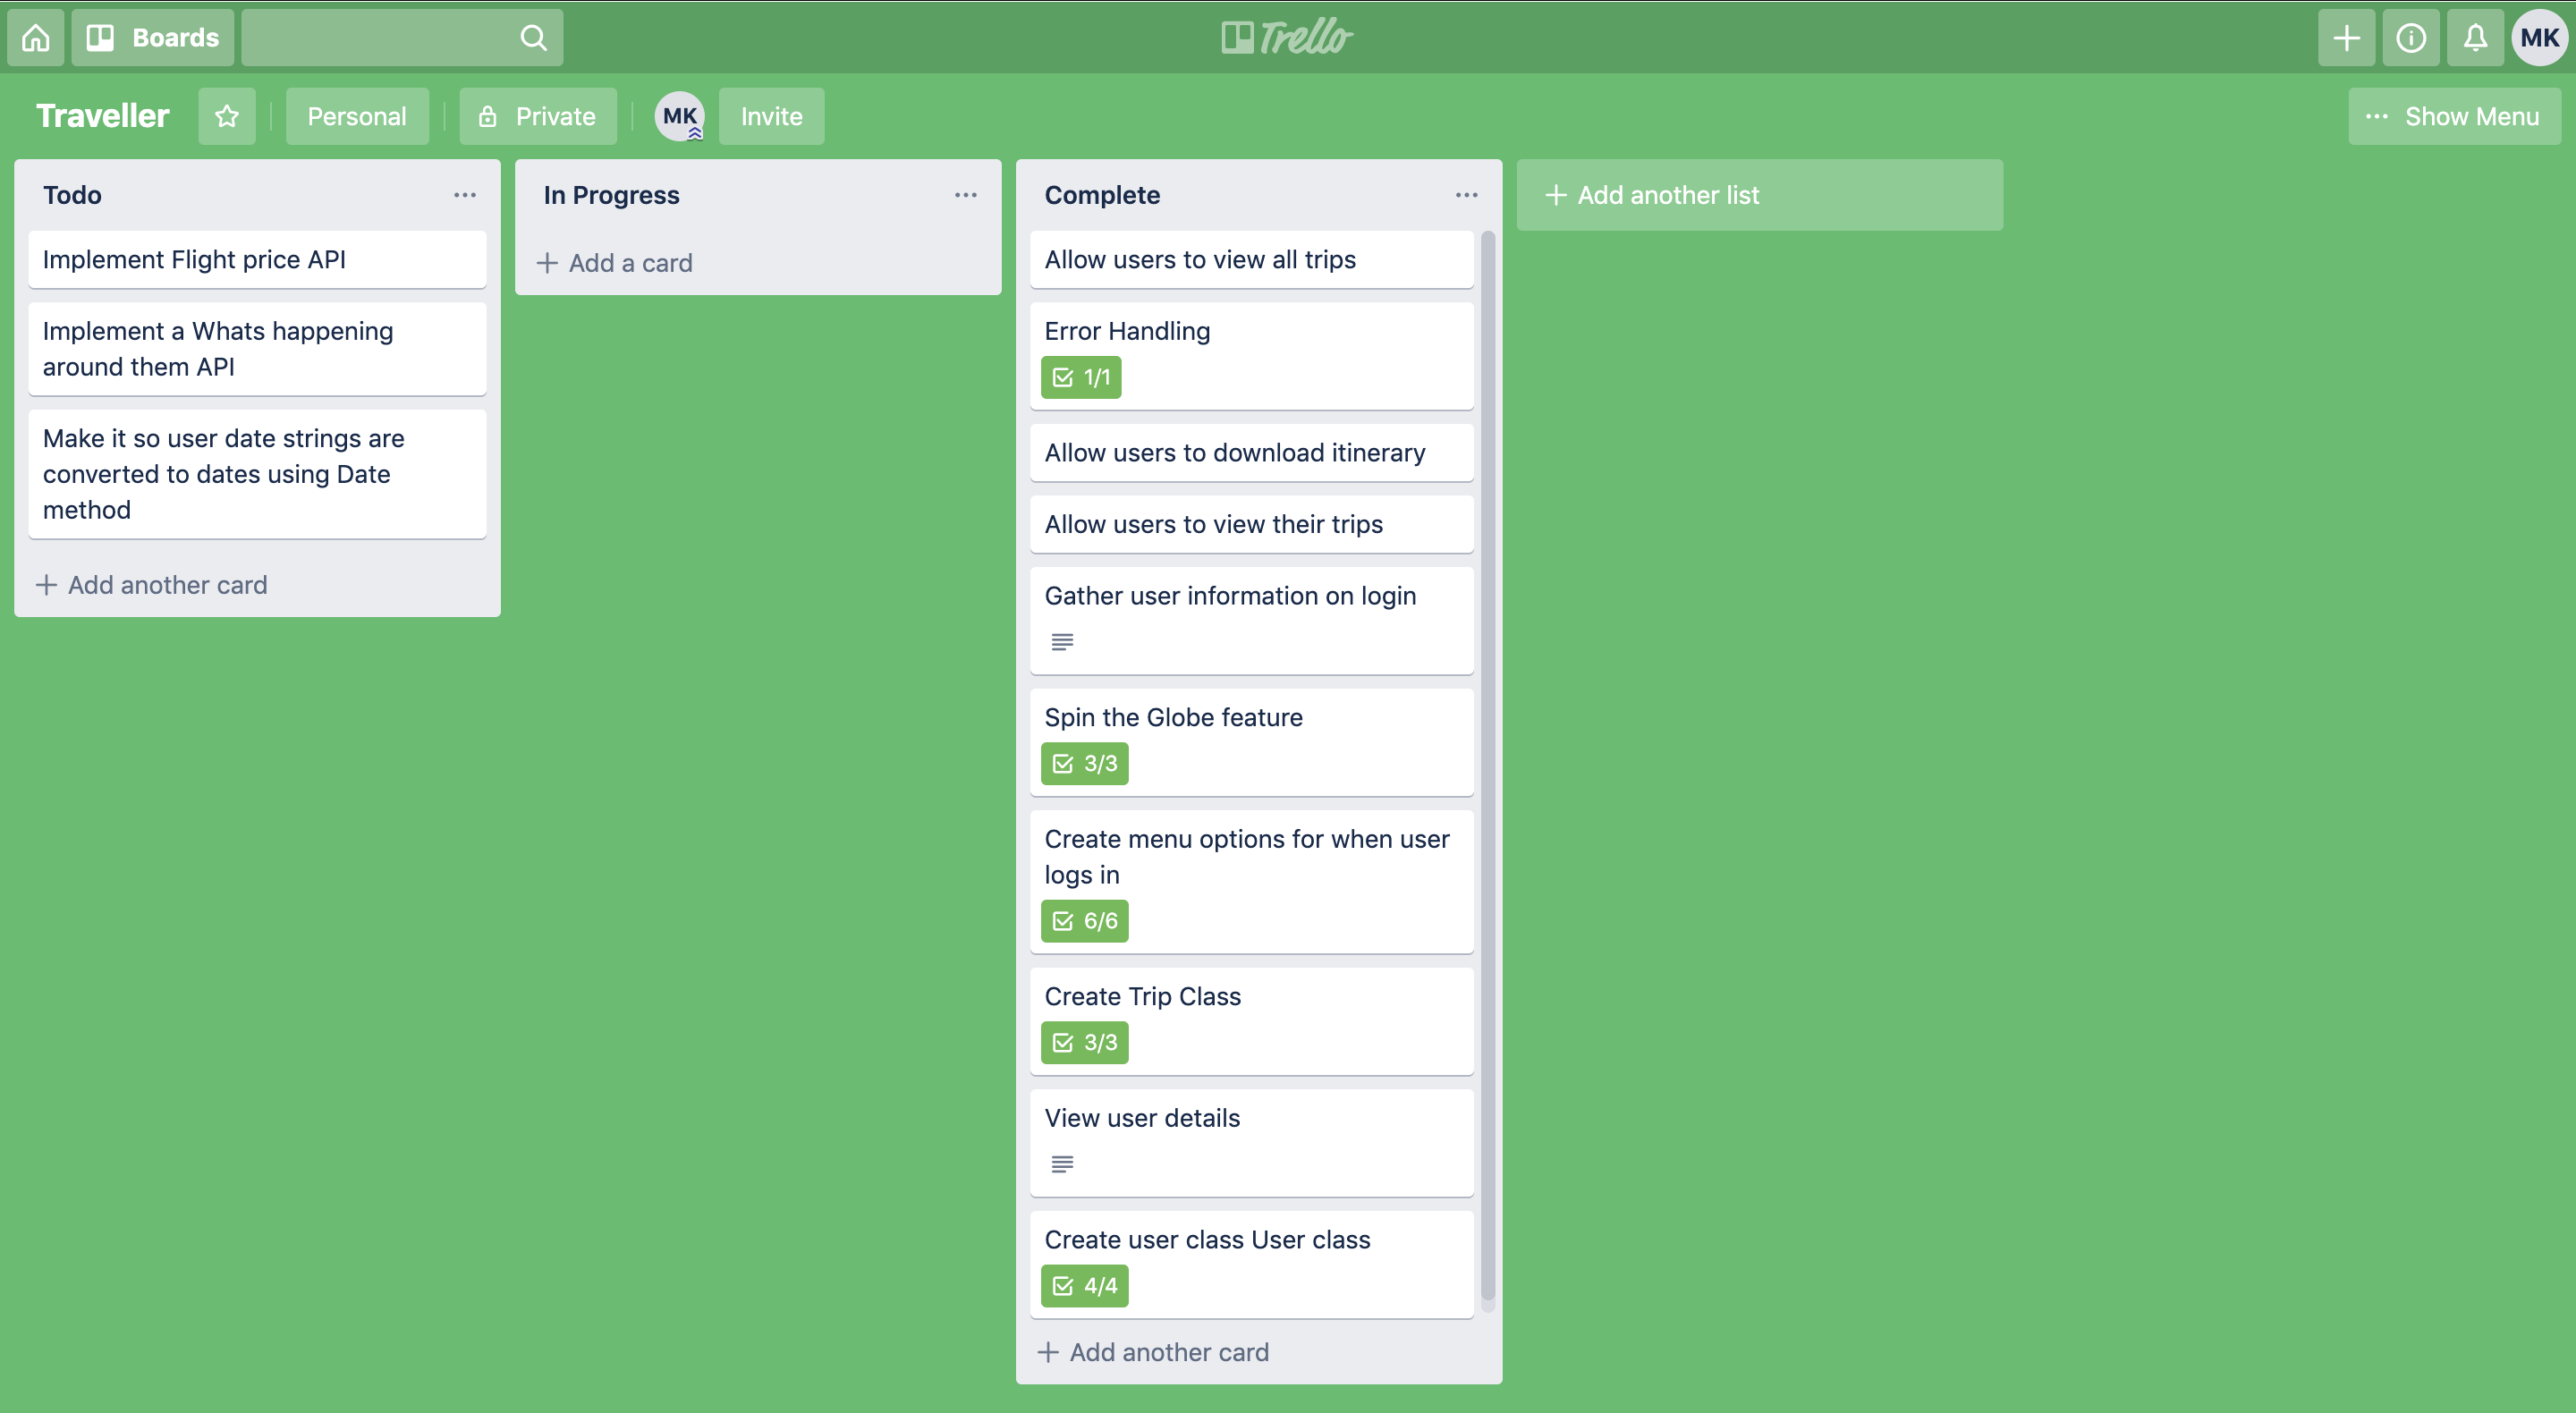 Boards
Trello
MK
Traveller
Personal
Private
MK
Invite
Show Menu
Todo
Implement Flight price API
Implement a Whats happening
around them API
Make it so user date strings are
converted to dates using Date
method
Add another card
In Progress
Add a card
Complete
Allow users to view all trips
Error Handling
1/1
Allow users to download itinerary
Allow users to view their trips
Gather user information on login
Spin the Globe feature
3/3
Create menu options for when user
logs in
6/6
Create Trip Class
3/3
View user details
Create user class User class
4/4
Add another card
Add another list